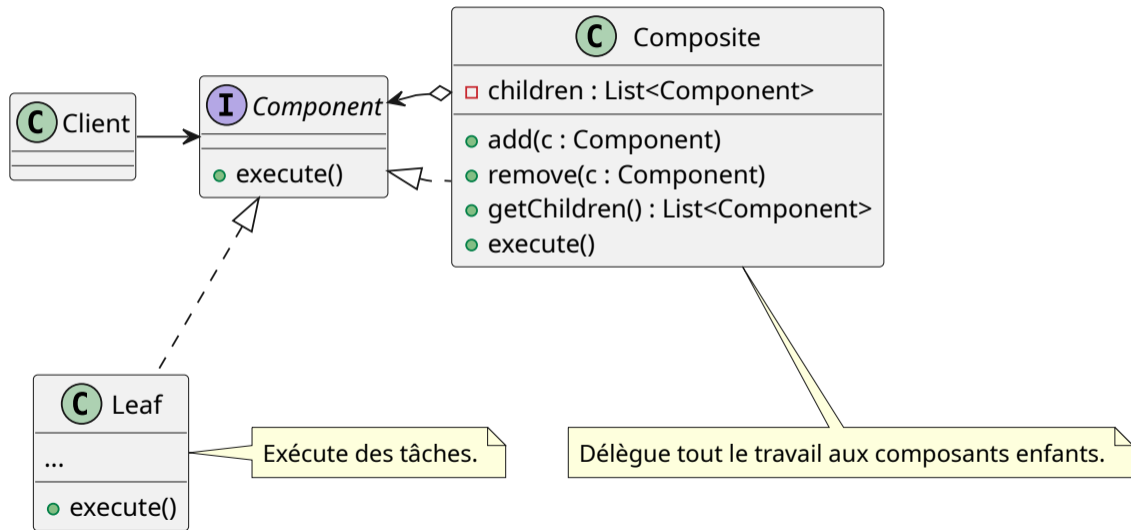 C Client
I Component
execute()
C Composite
children : List<Component>
add(c : Component)
remove(c : Component)
getChildren() : List<Component>
execute()
C Leaf
...
execute()
Exécute des tâches.
Délègue tout le travail aux composants enfants.